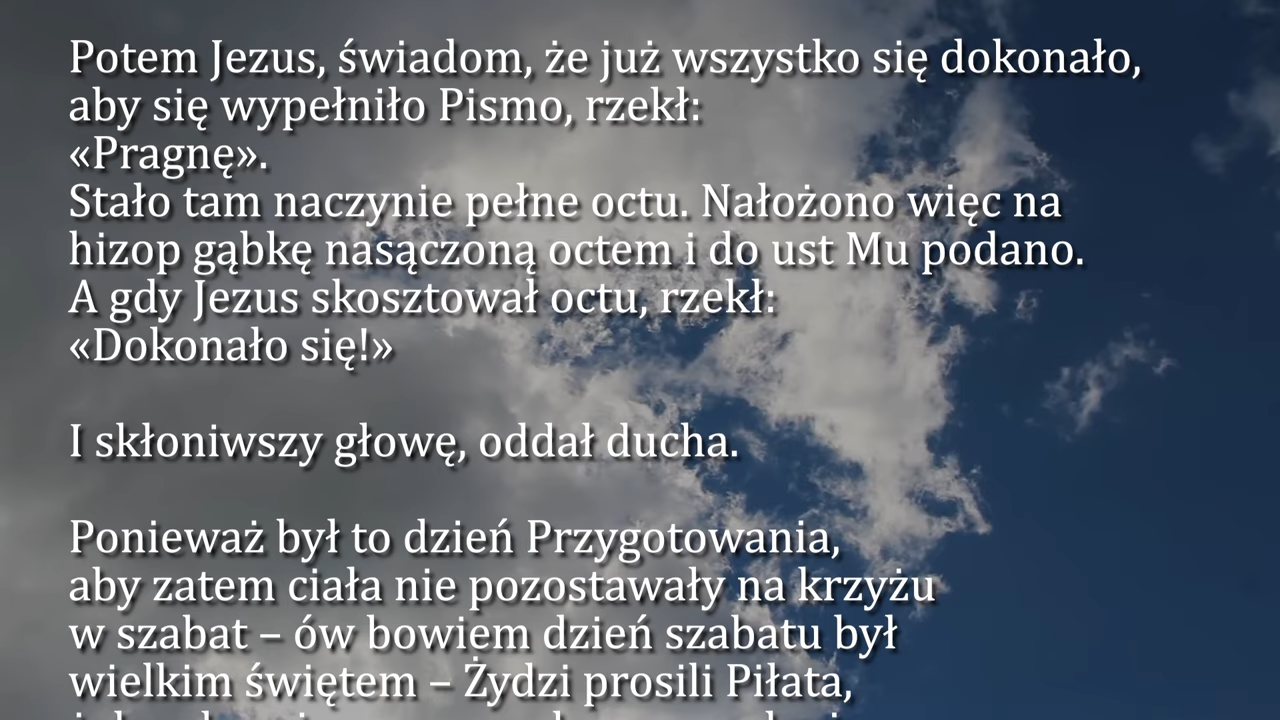 Potem Jezus, świadom, że już wszystko się dokonało,
aby się wypełniło Pismo, rzekł:
«Pragnę».
Stało tam naczynie pełne octu. Nałożono więc na
hizop gąbkę nasączoną octem i do ust Mu podano.
A gdy Jezus skosztował octu, rzekł:
«Dokonało się!»
I skłoniwszy głowę, oddał ducha.
Ponieważ był to dzień Przygotowania,
aby zatem ciała nie pozostawały na krzyżu
w szabat – ów bowiem dzień szabatu był
wielkim świętem – Żydzi prosili Piłata,